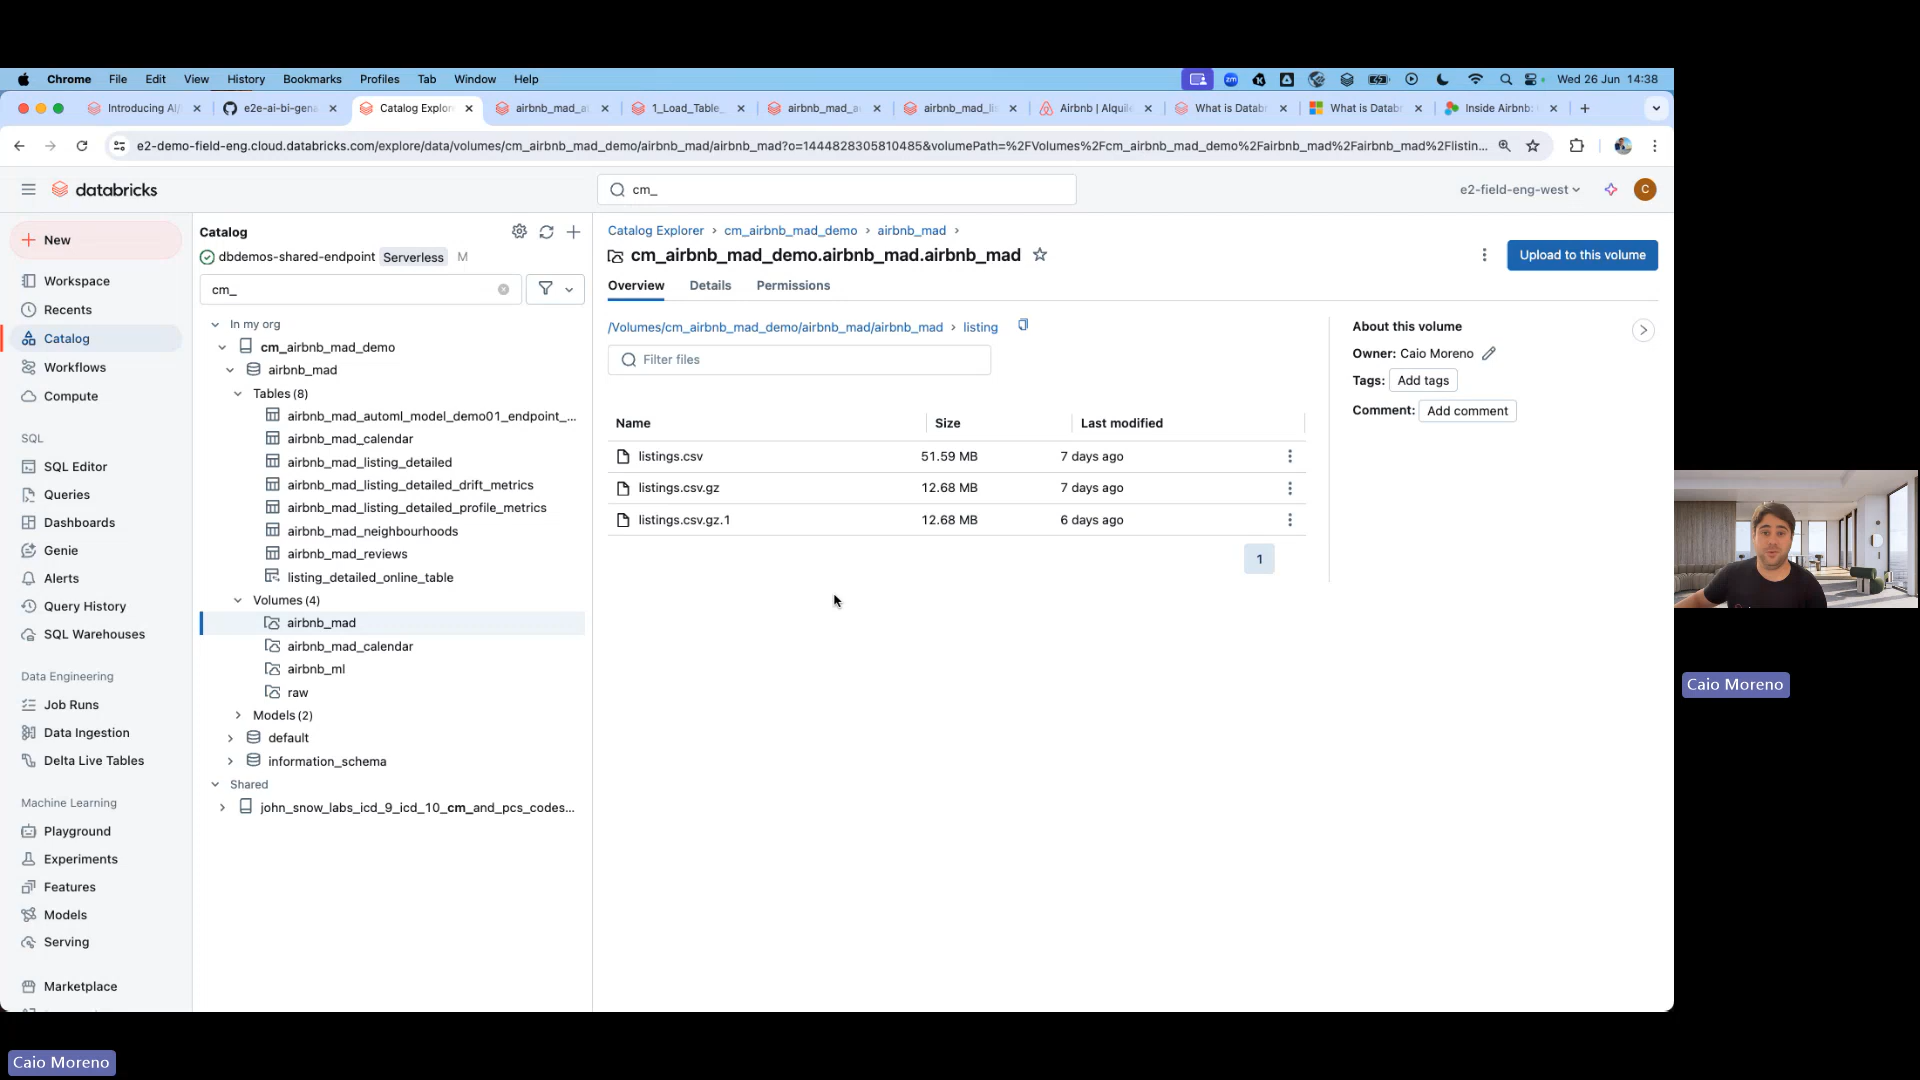 Chrome File Edit View History Bookmarks Profiles Tab Window Help
zm Wed 26 Jun 14:38
Introducing AI/
e2e-ai-bi-gena
Catalog Explor
airbnb_mad_a
1_Load_Table_
airbnb_mad_a
airbnb_mad_lis
Airbnb | Alquile
What is Databr
What is Databr
Inside Airbnb:
e2-demo-field-eng.cloud.databricks.com/explore/data/volumes/cm_airbnb_mad_demo/airbnb_mad/airbnb_mad?o=1444828305810485&volumePath=%2FVolumes%2Fcm_airbnb_mad_demo%2Fairbnb_mad%2Fairbnb_mad%2Flistin...
databricks
cm_
e2-field-eng-west
C
New
Workspace
Recents
Catalog
Workflows
Compute
SQL
SQL Editor
Queries
Dashboards
Genie
Alerts
Query History
SQL Warehouses
Data Engineering
Job Runs
Data Ingestion
Delta Live Tables
Machine Learning
Playground
Experiments
Features
Models
Serving
Marketplace
Catalog
dbdemos-shared-endpoint Serverless M
cm_
In my org
cm_airbnb_mad_demo
airbnb_mad
Tables (8)
airbnb_mad_automl_model_demo01_endpoint_...
airbnb_mad_calendar
airbnb_mad_listing_detailed
airbnb_mad_listing_detailed_drift_metrics
airbnb_mad_listing_detailed_profile_metrics
airbnb_mad_neighbourhoods
airbnb_mad_reviews
listing_detailed_online_table
Volumes (4)
airbnb_mad
airbnb_mad_calendar
airbnb_ml
raw
Models (2)
default
information_schema
Shared
john_snow_labs_icd_9_icd_10_cm_and_pcs_codes...
Catalog Explorer › cm_airbnb_mad_demo › airbnb_mad ›
cm_airbnb_mad_demo.airbnb_mad.airbnb_mad
Upload to this volume
Overview Details Permissions
/Volumes/cm_airbnb_mad_demo/airbnb_mad/airbnb_mad › listing
Filter files
Name Size Last modified
listings.csv 51.59 MB 7 days ago
listings.csv.gz 12.68 MB 7 days ago
listings.csv.gz.1 12.68 MB 6 days ago
1
About this volume
Owner: Caio Moreno
Tags: Add tags
Comment: Add comment
Caio Moreno
Caio Moreno